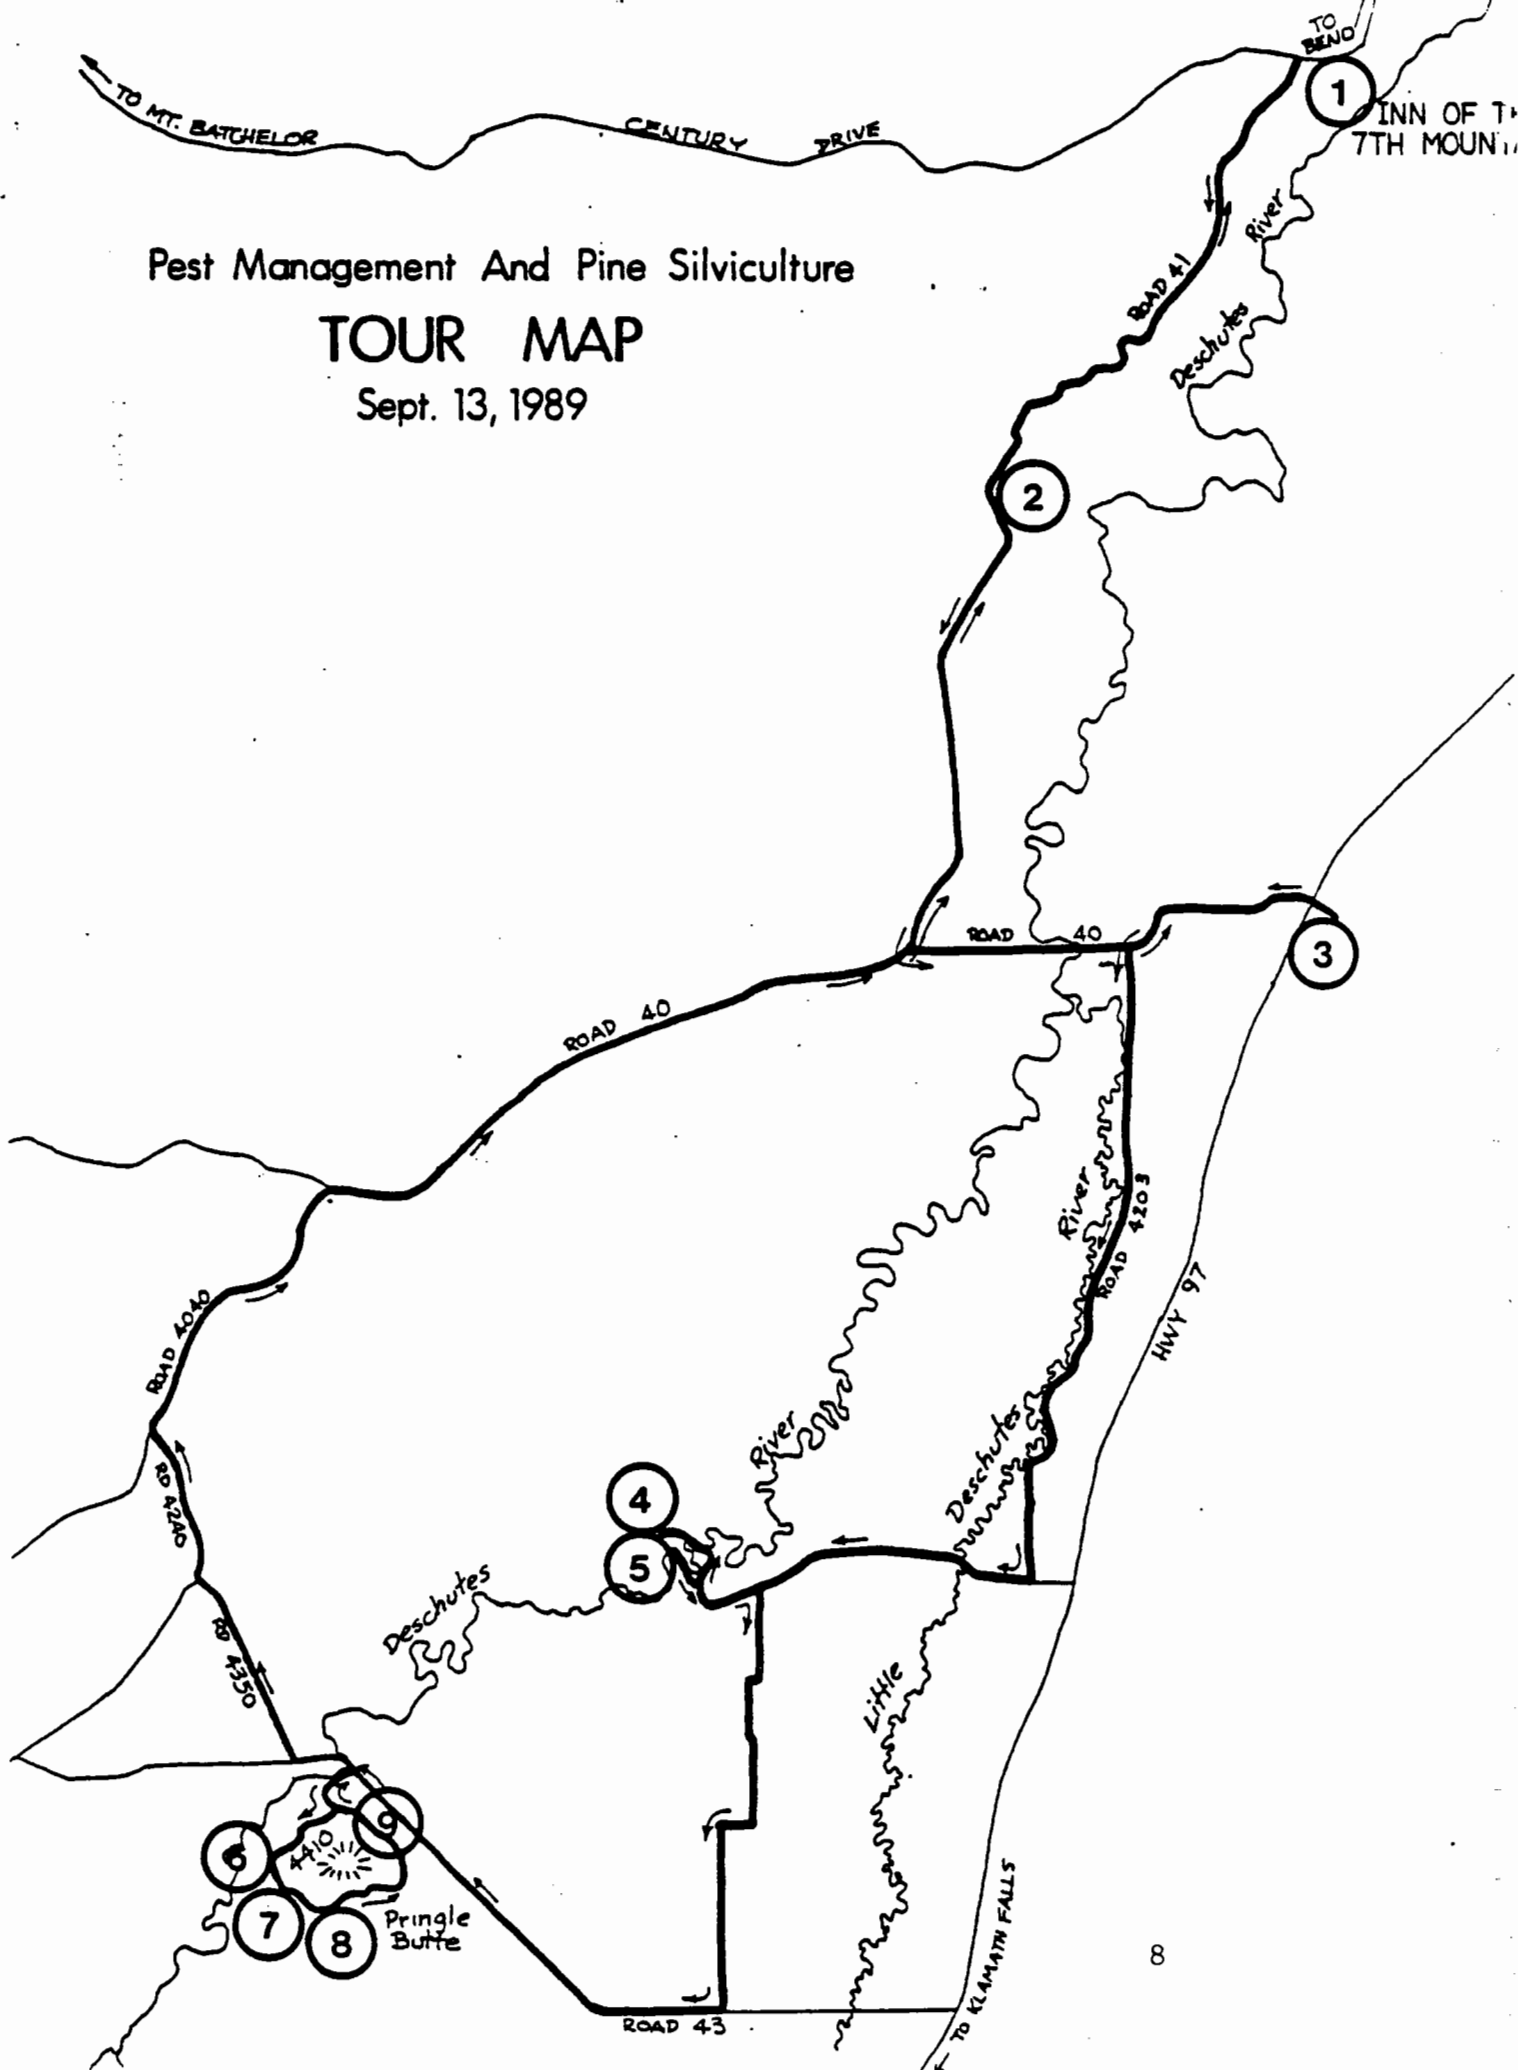 TO
BEND
1
INN OF TH
7TH MOUN
TO MT. BATCHELOR
CENTURY DRIVE
Pest Management And Pine Silviculture
TOUR MAP
Sept. 13, 1989
River
ROAD 41
Deschutes
2
ROAD 40
3
ROAD 40
River
ROAD 4203
HWY 97
ROAD 4040
River
Deschutes
RD 4240
4
5
Deschutes
RD 4350
Little
9
4410
6
7
8
Pringle
Butte
8
TO KLAMATH FALLS
ROAD 43